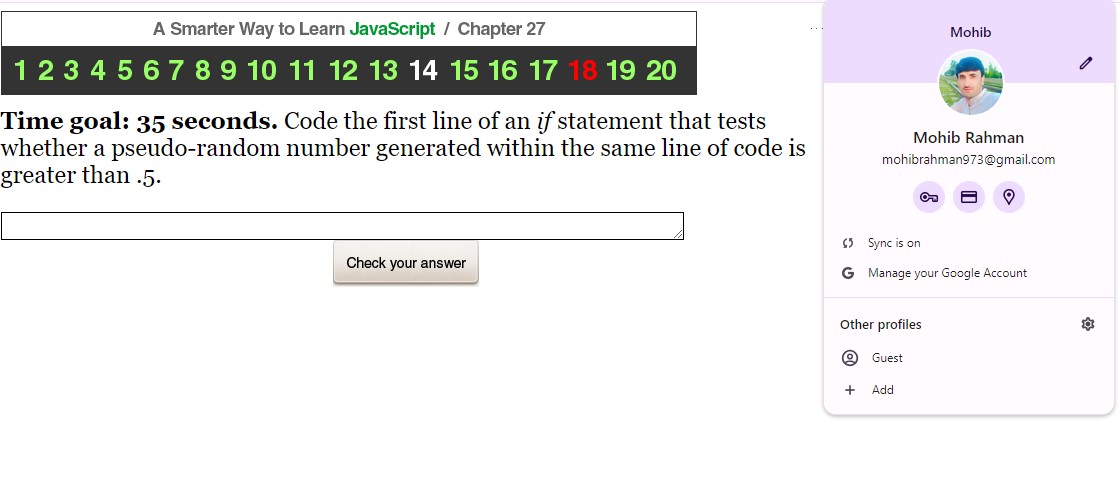 A Smarter Way to Learn JavaScript / Chapter 27
1 2 3 4 5 6 7 8 9 10 11 12 13 14 15 16 17 18 19 20
Time goal: 35 seconds. Code the first line of an if statement that tests
whether a pseudo-random number generated within the same line of code is
greater than .5.
Check your answer
Mohib
Mohib Rahman
mohibrahman973@gmail.com
Sync is on
Manage your Google Account
Other profiles
Guest
Add